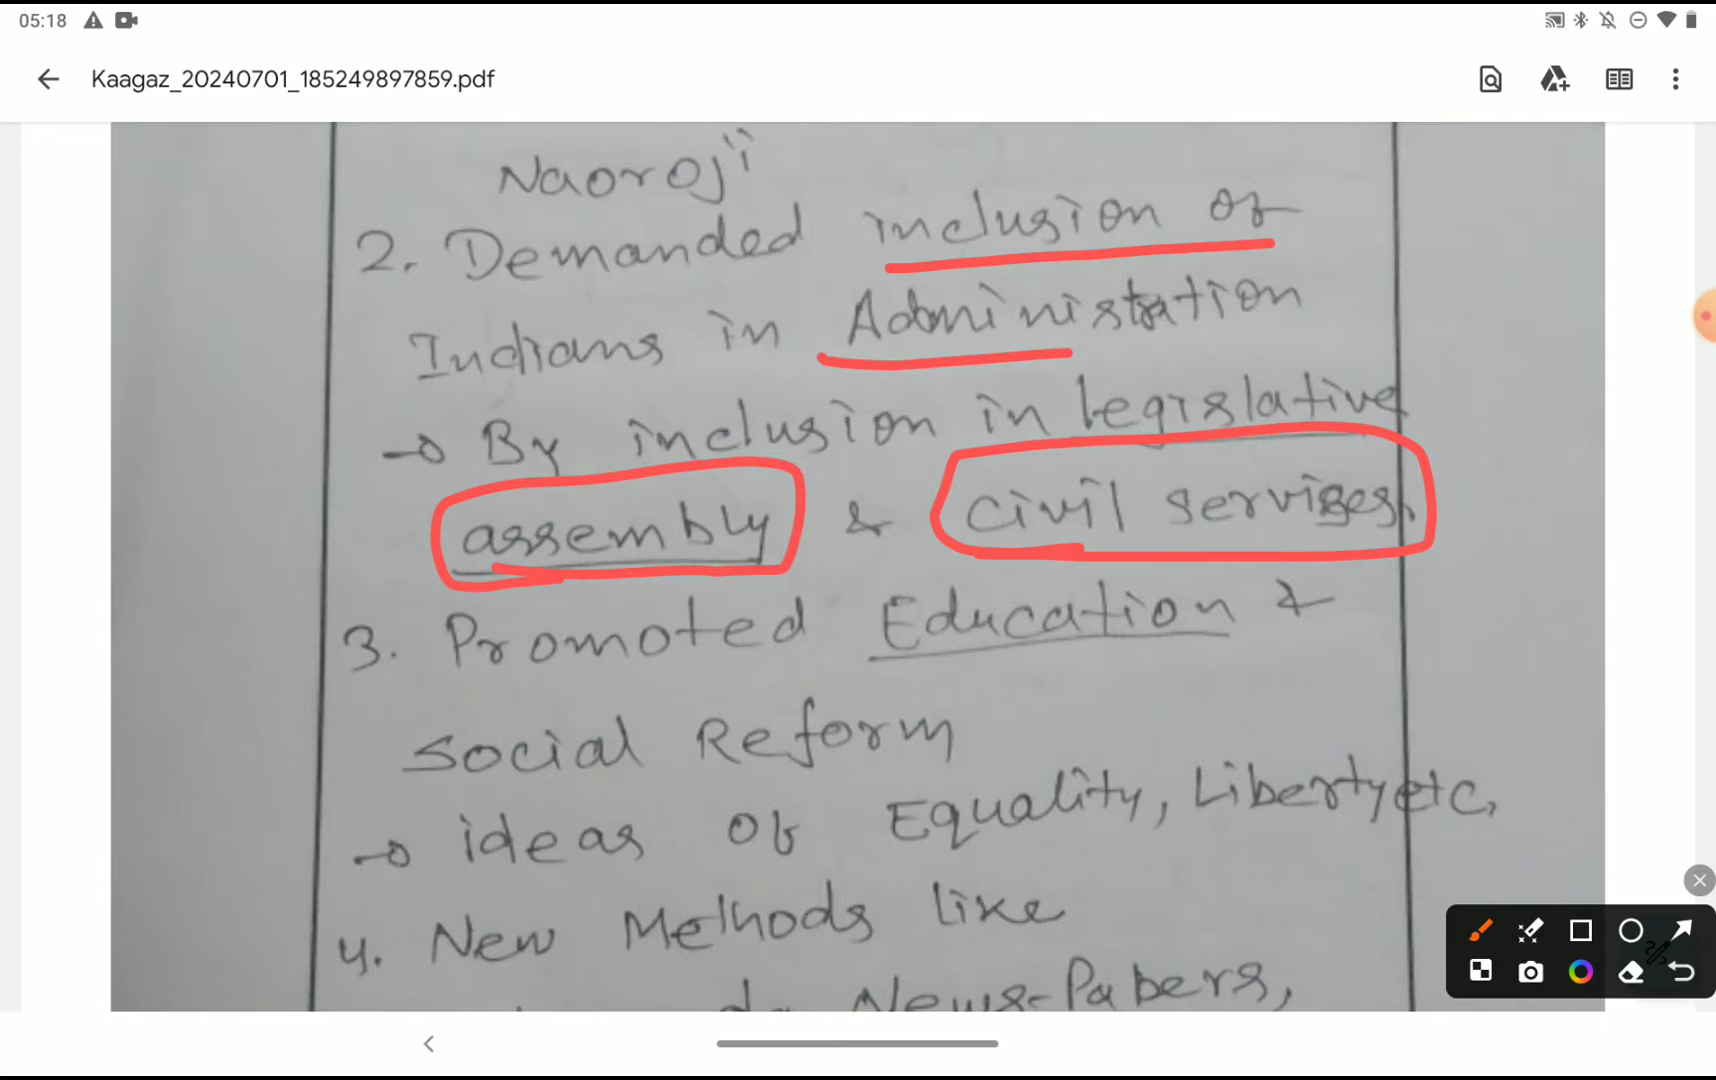 05:18
Kaagaz_20240701_185249897859.pdf
Naoroji
2. Demanded inclusion of
Indians in Administration
→ By inclusion in legislative
assembly & civil services.
3. Promoted Education &
Social Reform
→ ideas of Equality, Liberty etc,
4. New Methods like
News-Papers,